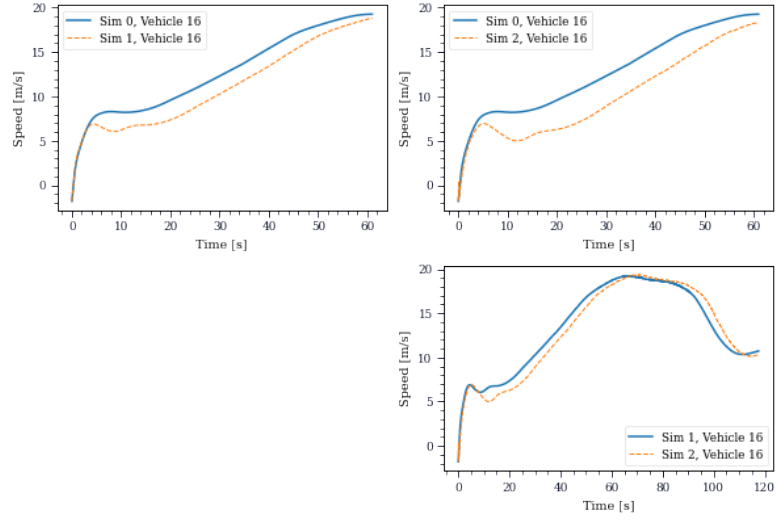 Sim 0, Vehicle 16
Sim 1, Vehicle 16
Speed [m/s]
20
15
10
5
0
0 10 20 30 40 50 60
Time [s]
Sim 0, Vehicle 16
Sim 2, Vehicle 16
Speed [m/s]
20
15
10
5
0
0 10 20 30 40 50 60
Time [s]
Speed [m/s]
20
15
10
5
0
Sim 1, Vehicle 16
Sim 2, Vehicle 16
0 20 40 60 80 100 120
Time [s]